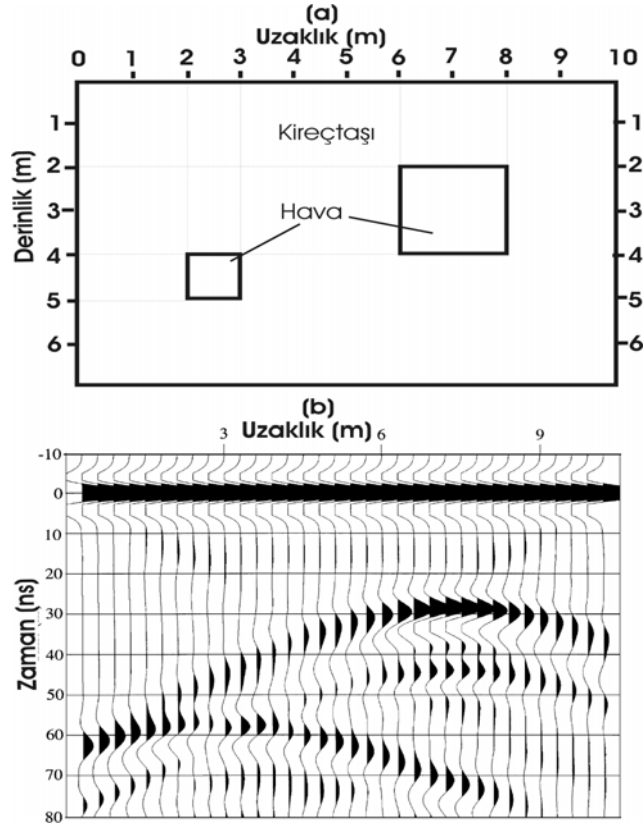 (a)
Uzaklık (m)
0 1 2 3 4 5 6 7 8 9 10
Kireçtaşı
Hava
Derinlik (m)
1 1
2 2
3 3
4 4
5 5
6 6
(b)
Uzaklık (m)
3 6 9
Zaman (ns)
-10
0
10
20
30
40
50
60
70
80